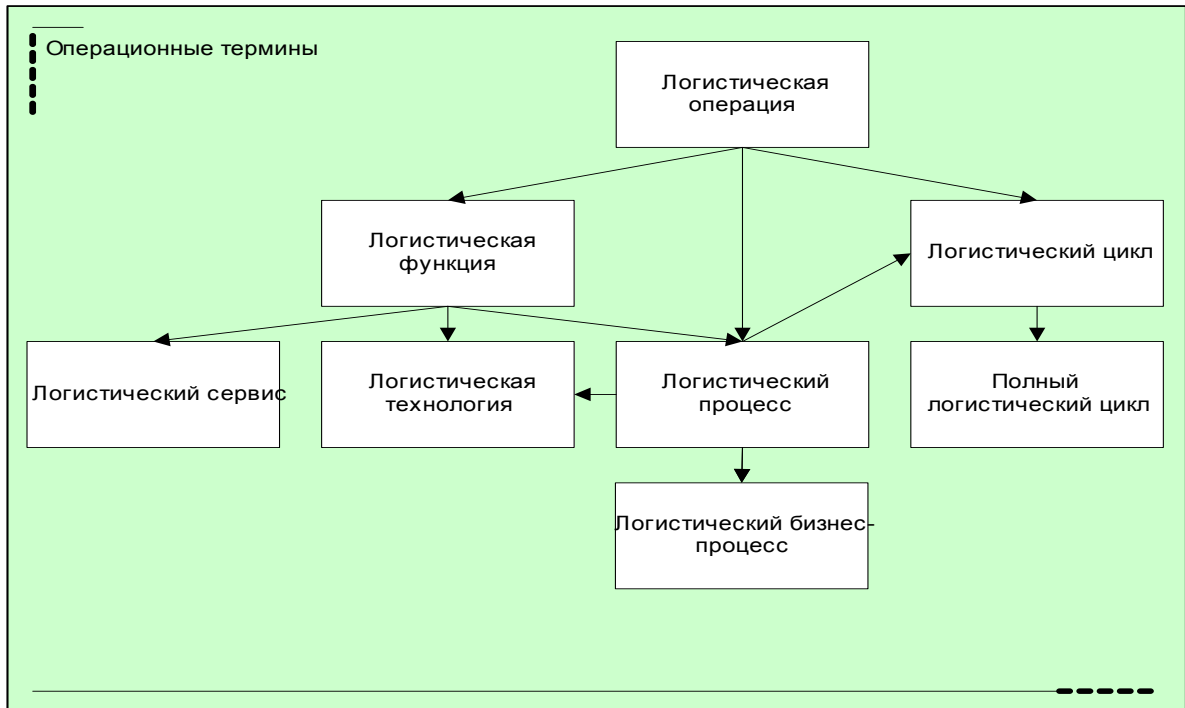 Операционные термины
Логистическая
операция
Логистическая
функция
Логистический цикл
Логистический сервис
Логистическая
технология
Логистический
процесс
Полный
логистический цикл
Логистический бизнес-
процесс